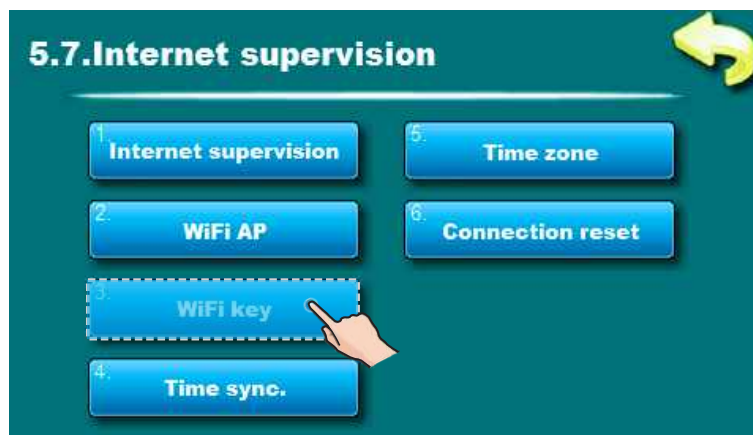 5.7.Internet supervision
1.
Internet supervision
2.
WiFi AP
3.
WiFi key
4.
Time sync.
5.
Time zone
6.
Connection reset